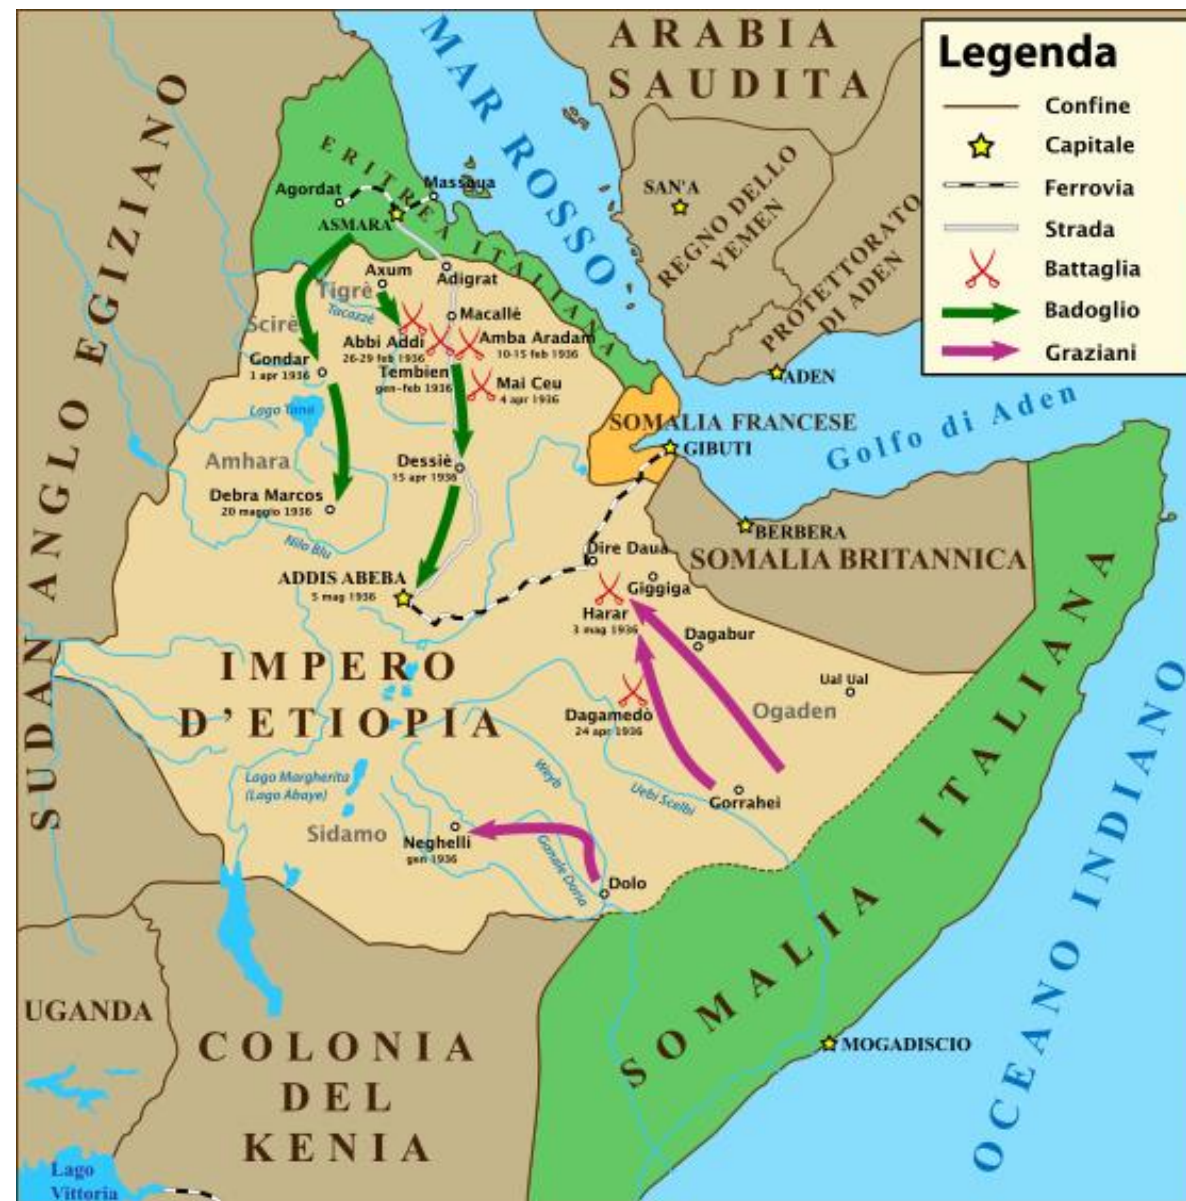 ARABIA
SAUDITA
MAR ROSSO
Legenda
Confine
Capitale
Ferrovia
Strada
Battaglia
Badoglio
Graziani
SUDAN ANGLO EGIZIANO
ERITREA ITALIANA
Agordat
Massaua
ASMARA
SAN'A
REGNO DELLO
YEMEN
PROTETTORATO
DI ADEN
ADEN
Axum
Adigrat
Tigrè
Tacazzè
Scirè
Macallè
Abbi Addi
26-29 feb 1936
Amba Aradam
10-15 feb 1936
Gondar
1 apr 1936
Tembien
gen-feb 1936
Mai Ceu
4 apr 1936
Lago Tana
SOMALIA FRANCESE
GIBUTI
Golfo di Aden
Amhara
Dessiè
15 apr 1936
Debra Marcos
20 maggio 1936
Nilo Blu
BERBERA
SOMALIA BRITANNICA
Dire Daua
ADDIS ABEBA
5 mag 1936
Giggiga
Harar
3 mag 1936
Dagabur
IMPERO
D'ETIOPIA
Ual Ual
Dagamedò
24 apr 1936
Ogaden
Lago Margherita
(Lago Abaye)
Weyb
Uebi Scelbi
Gorrahei
Sidamo
Neghelli
gen 1936
Ganale Doria
Dolo
SOMALIA ITALIANA
OCEANO INDIANO
UGANDA
COLONIA
DEL
KENIA
MOGADISCIO
Lago
Vittoria